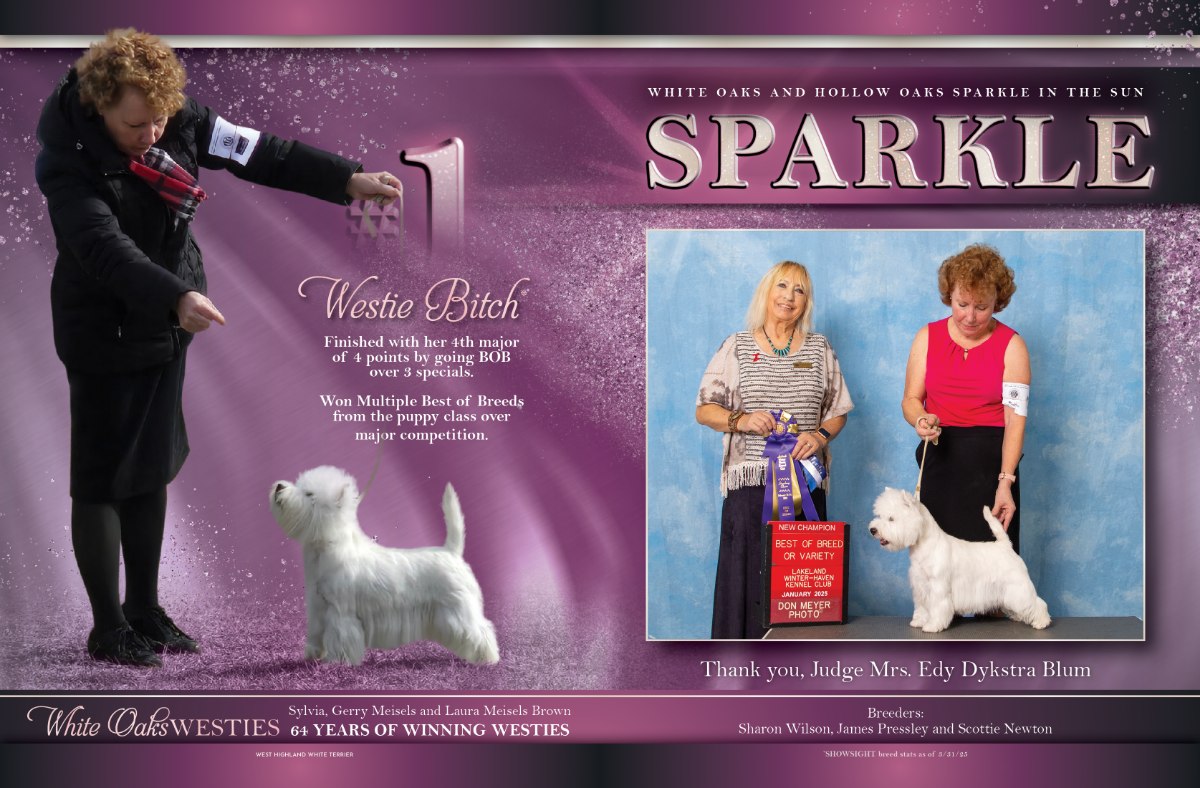 WHITE OAKS AND HOLLOW OAKS SPARKLE IN THE SUN
SPARKLE
#1
Westie Bitch*
Finished with her 4th major
of 4 points by going BOB
over 3 specials.
Won Multiple Best of Breeds
from the puppy class over
major competition.
NEW CHAMPION
BEST OF BREED
OR VARIETY
LAKELAND
WINTER-HAVEN
KENNEL CLUB
JANUARY 2025
DON MEYER
PHOTO
Thank you, Judge Mrs. Edy Dykstra Blum
White Oaks WESTIES
Sylvia, Gerry Meisels and Laura Meisels Brown
64 YEARS OF WINNING WESTIES
Breeders:
Sharon Wilson, James Pressley and Scottie Newton
WEST HIGHLAND WHITE TERRIER
*SHOWSIGHT breed stats as of 3/31/25